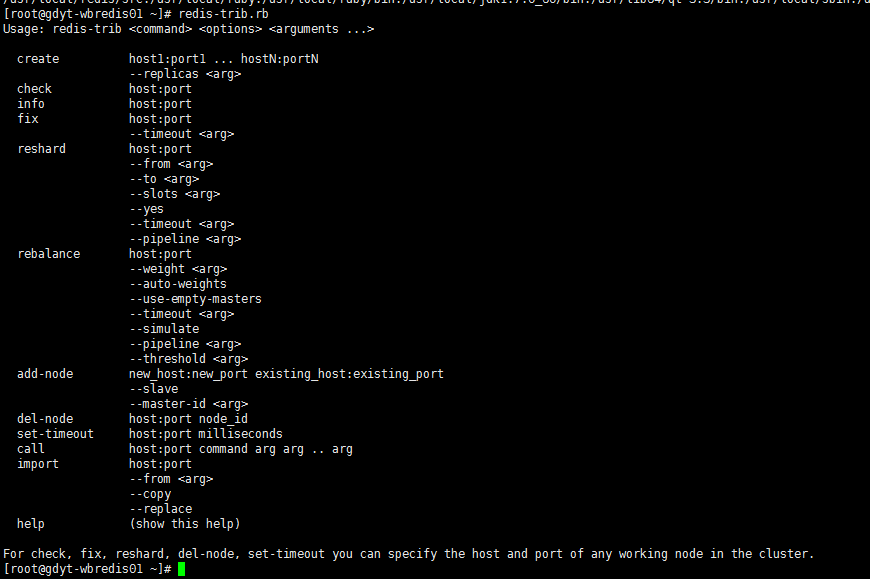 [root@gdyt-wbredis01 ~]# redis-trib.rb
Usage: redis-trib <command> <options> <arguments ...>
create          host1:port1 ... hostN:portN
                --replicas <arg>
check           host:port
info            host:port
fix             host:port
                --timeout <arg>
reshard         host:port
                --from <arg>
                --to <arg>
                --slots <arg>
                --yes
                --timeout <arg>
                --pipeline <arg>
rebalance       host:port
                --weight <arg>
                --auto-weights
                --use-empty-masters
                --timeout <arg>
                --simulate
                --pipeline <arg>
                --threshold <arg>
add-node        new_host:new_port existing_host:existing_port
                --slave
                --master-id <arg>
del-node        host:port node_id
set-timeout     host:port milliseconds
call            host:port command arg arg .. arg
import          host:port
                --from <arg>
                --copy
                --replace
help            (show this help)
For check, fix, reshard, del-node, set-timeout you can specify the host and port of any working node in the cluster.
[root@gdyt-wbredis01 ~]#